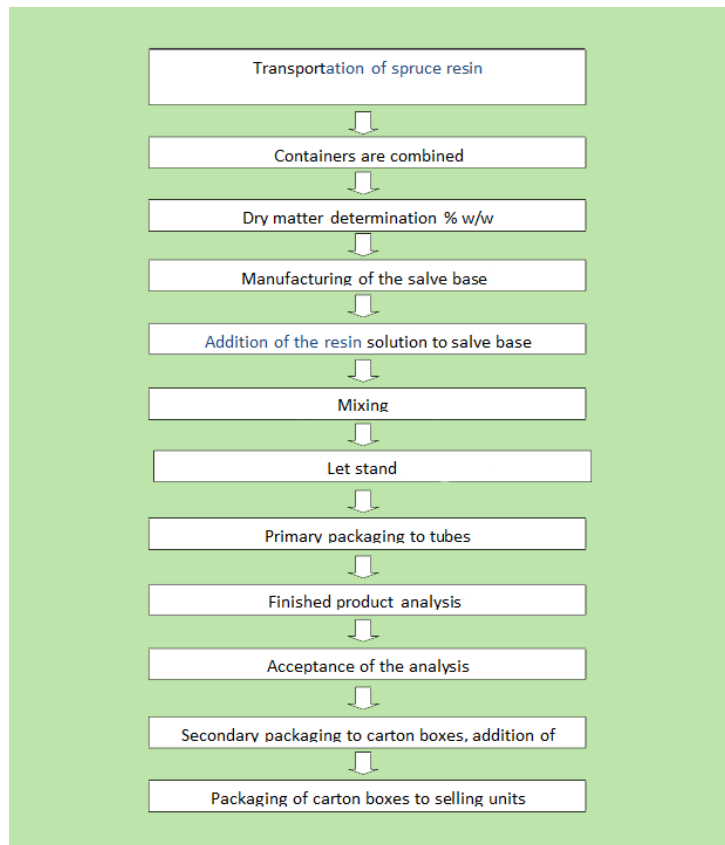 Transportation of spruce resin
Containers are combined
Dry matter determination % w/w
Manufacturing of the salve base
Addition of the resin solution to salve base
Mixing
Let stand
Primary packaging to tubes
Finished product analysis
Acceptance of the analysis
Secondary packaging to carton boxes, addition of
Packaging of carton boxes to selling units